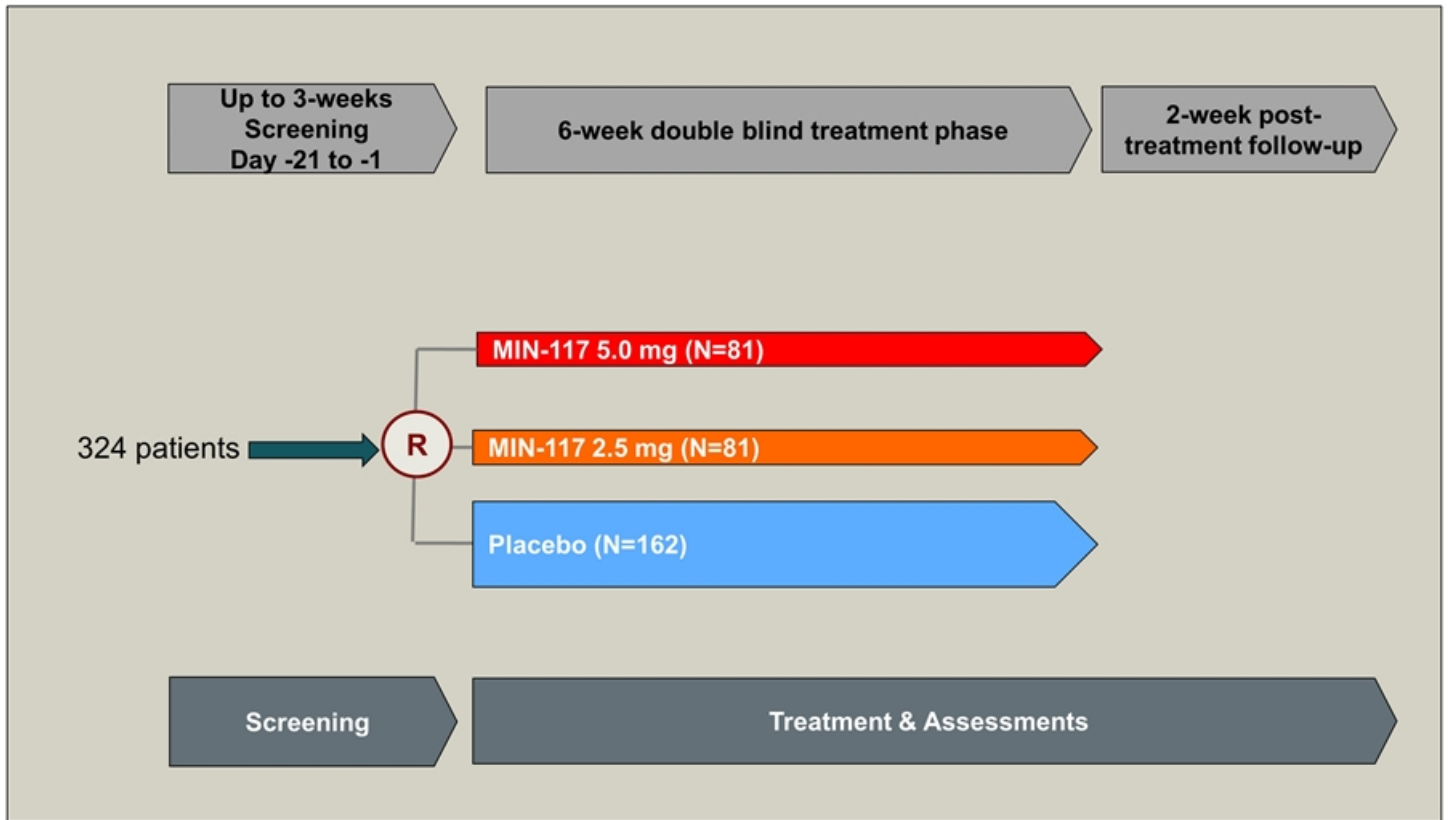 Up to 3-weeks
Screening
Day -21 to -1
6-week double blind treatment phase
2-week post-
treatment follow-up
MIN-117 5.0 mg (N=81)
324 patients
R
MIN-117 2.5 mg (N=81)
Placebo (N=162)
Screening
Treatment & Assessments